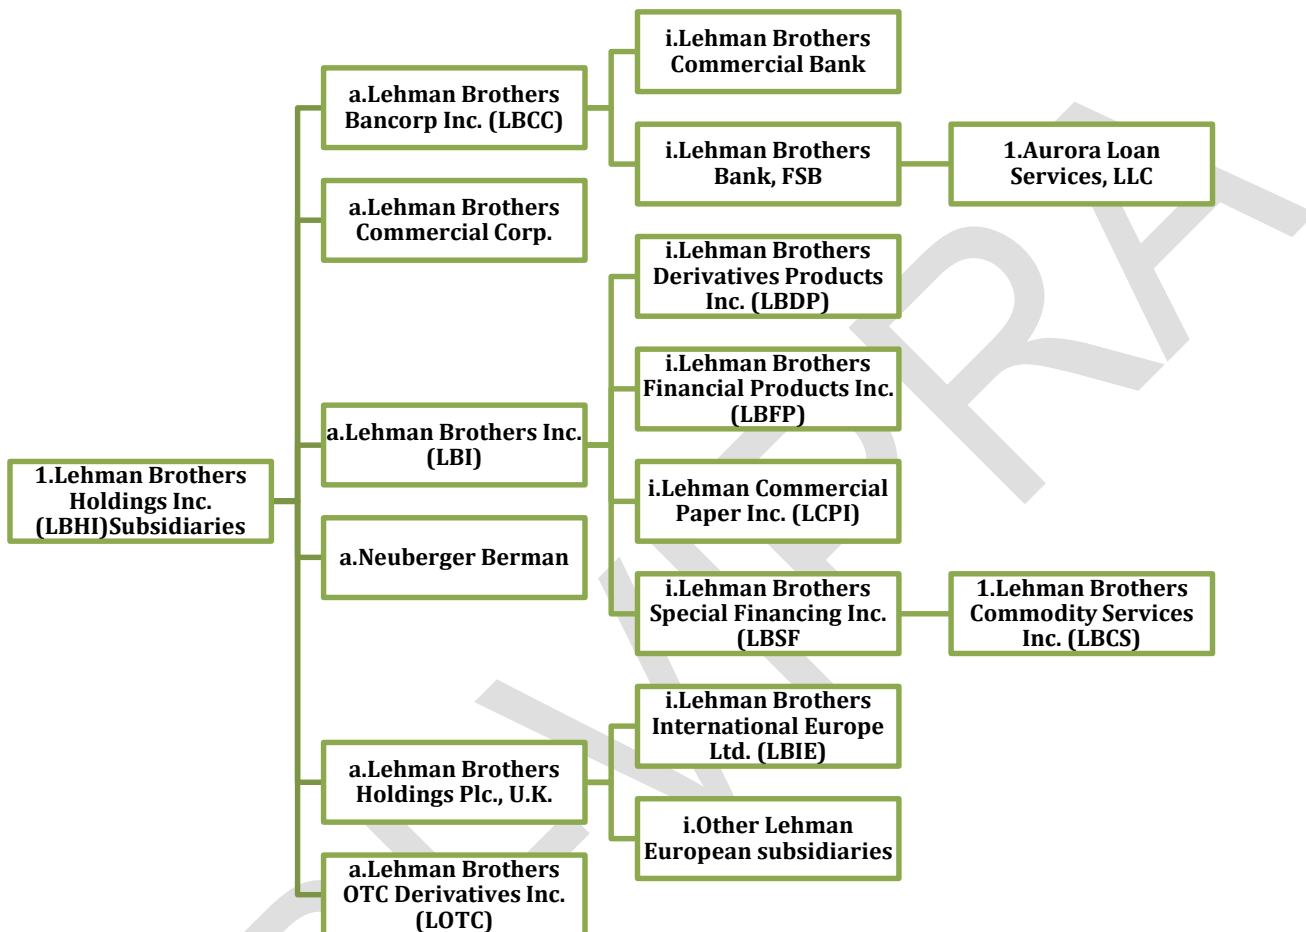 1.Lehman Brothers
Holdings Inc.
(LBHI)Subsidiaries
a.Lehman Brothers
Bancorp Inc. (LBCC)
i.Lehman Brothers
Commercial Bank
i.Lehman Brothers
Bank, FSB
1.Aurora Loan
Services, LLC
a.Lehman Brothers
Commercial Corp.
a.Lehman Brothers Inc.
(LBI)
i.Lehman Brothers
Derivatives Products
Inc. (LBDP)
i.Lehman Brothers
Financial Products Inc.
(LBFP)
i.Lehman Commercial
Paper Inc. (LCPI)
i.Lehman Brothers
Special Financing Inc.
(LBSF
1.Lehman Brothers
Commodity Services
Inc. (LBCS)
a.Neuberger Berman
a.Lehman Brothers
Holdings Plc., U.K.
i.Lehman Brothers
International Europe
Ltd. (LBIE)
i.Other Lehman
European subsidiaries
a.Lehman Brothers
OTC Derivatives Inc.
(LOTC)